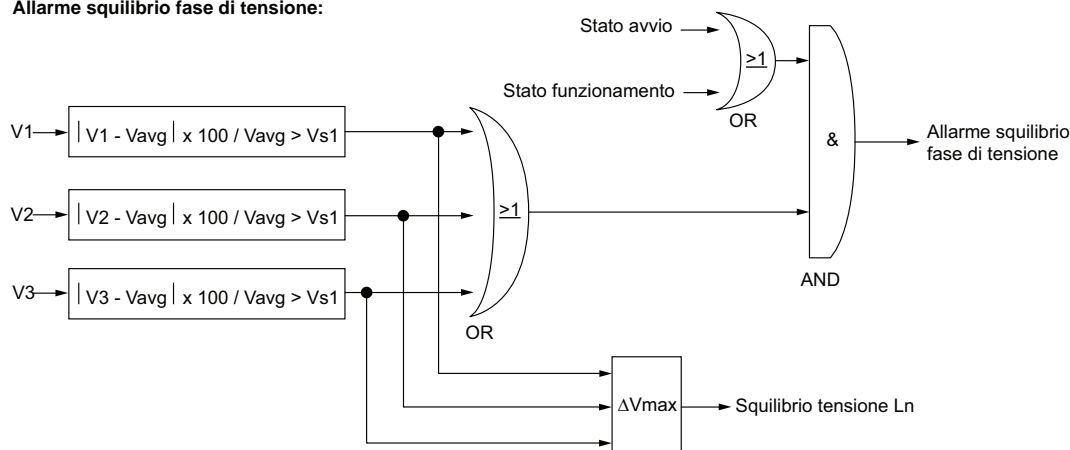 Allarme squilibrio fase di tensione:
Stato avvio
≥1
Stato funzionamento
OR
V1
| V1 - Vavg | x 100 / Vavg > Vs1
&
Allarme squilibrio
fase di tensione
V2
| V2 - Vavg | x 100 / Vavg > Vs1
≥1
V3
| V3 - Vavg | x 100 / Vavg > Vs1
AND
OR
ΔVmax
Squilibrio tensione Ln